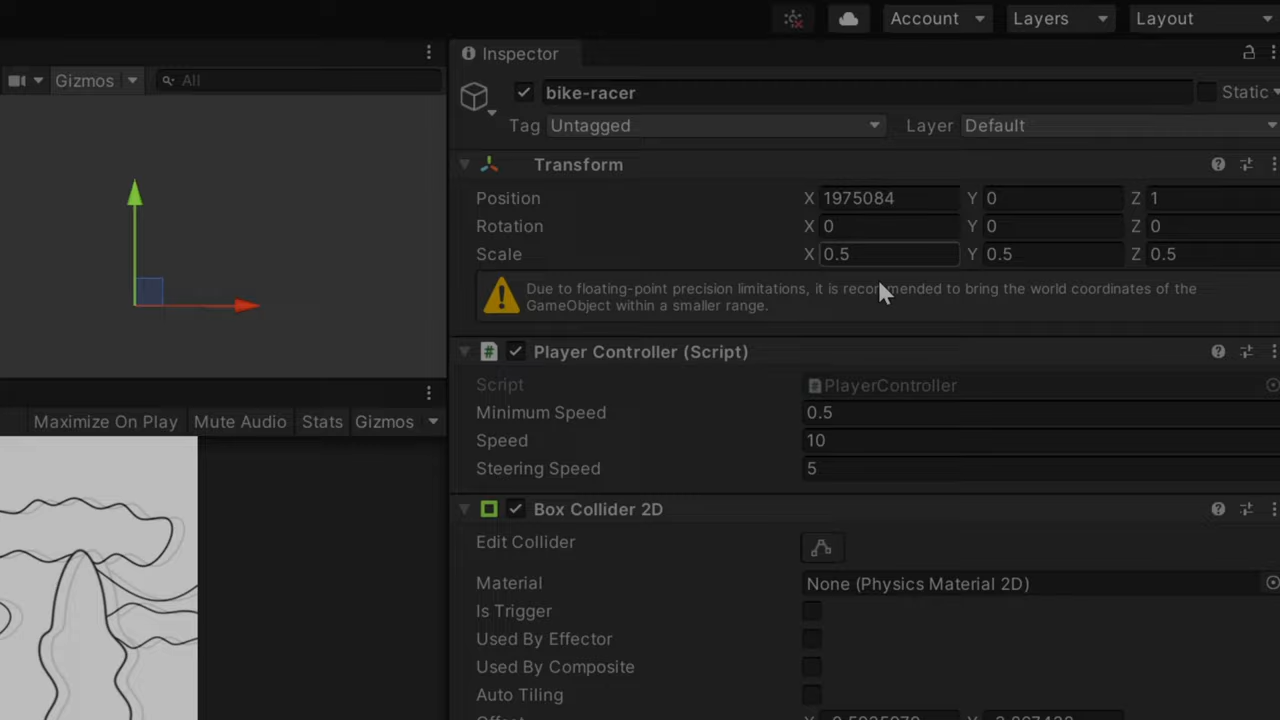 Account
Layers
Layout
Inspector
Gizmos
All
bike-racer
Static
Tag Untagged
Layer Default
Transform
Position X 1975084 Y 0 Z 1
Rotation X 0 Y 0 Z 0
Scale X 0.5 Y 0.5 Z 0.5
Due to floating-point precision limitations, it is recommended to bring the world coordinates of the
GameObject within a smaller range.
Player Controller (Script)
Script PlayerController
Minimum Speed 0.5
Speed 10
Steering Speed 5
Maximize On Play Mute Audio Stats Gizmos
Box Collider 2D
Edit Collider
Material None (Physics Material 2D)
Is Trigger
Used By Effector
Used By Composite
Auto Tiling